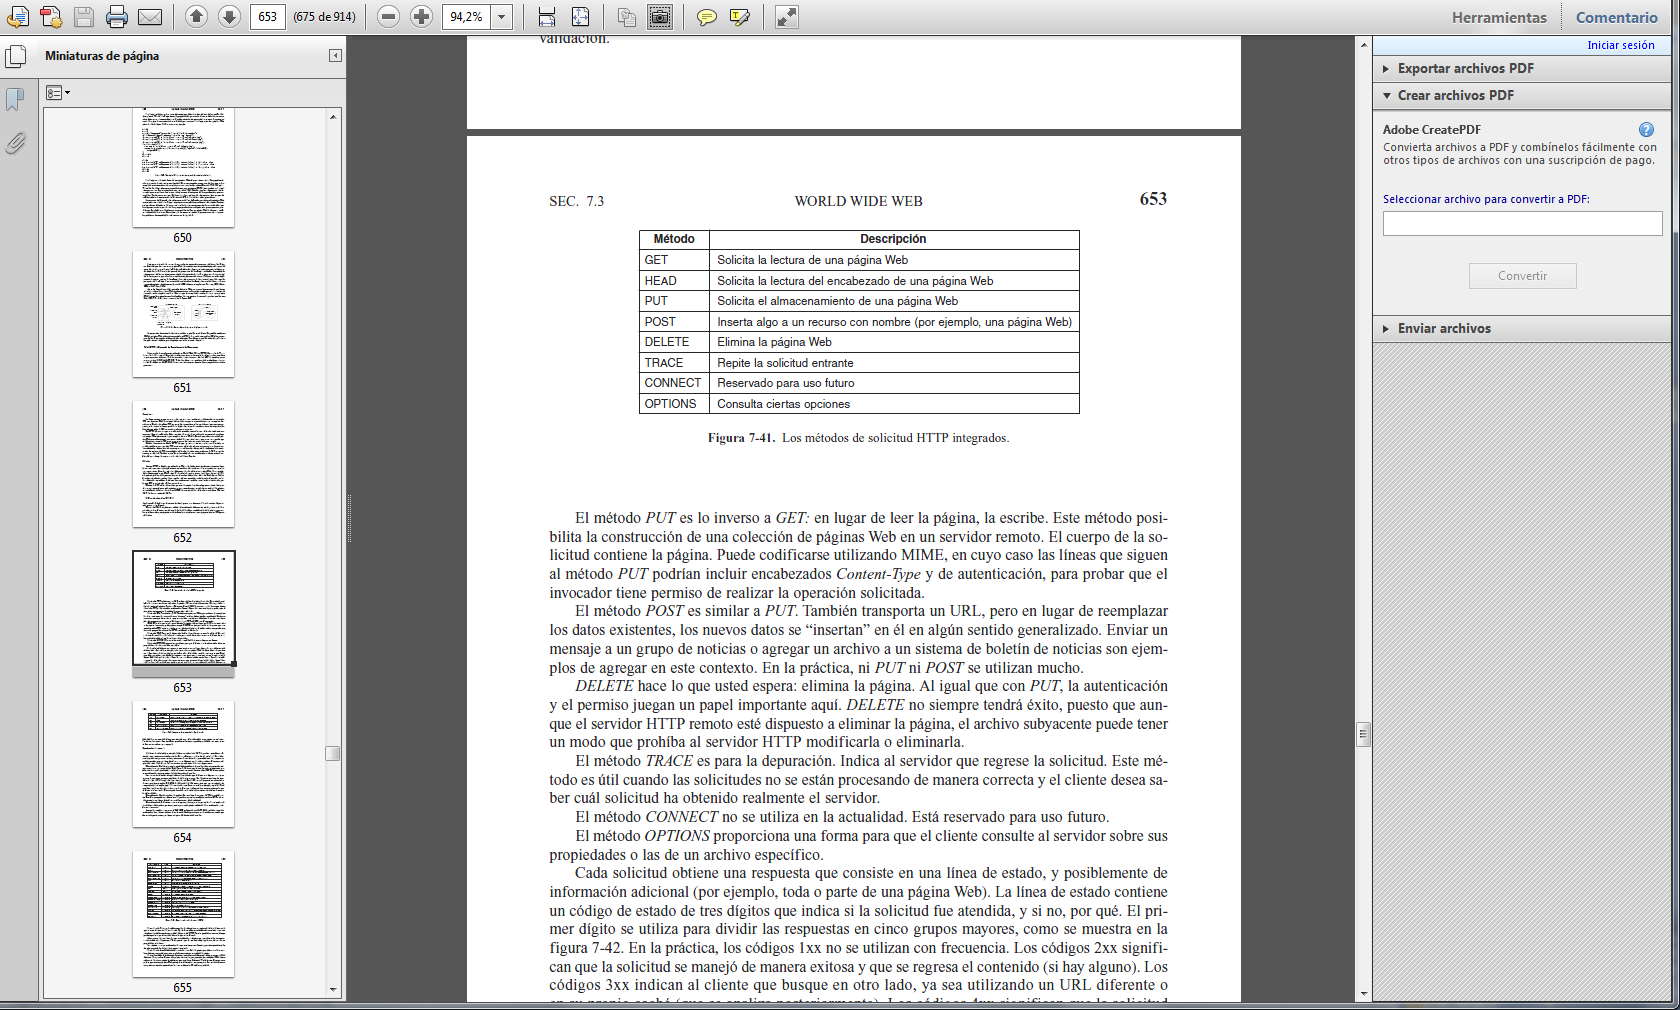 653
(675 de 914)
94,2%
Herramientas
Comentario
Iniciar sesión
Miniaturas de página
650
651
652
653
654
655
validación.
SEC. 7.3
WORLD WIDE WEB
653
Método Descripción
GET Solicita la lectura de una página Web
HEAD Solicita la lectura del encabezado de una página Web
PUT Solicita el almacenamiento de una página Web
POST Inserta algo a un recurso con nombre (por ejemplo, una página Web)
DELETE Elimina la página Web
TRACE Repite la solicitud entrante
CONNECT Reservado para uso futuro
OPTIONS Consulta ciertas opciones
Figura 7-41. Los métodos de solicitud HTTP integrados.
El método PUT es lo inverso a GET: en lugar de leer la página, la escribe. Este método posi-
bilita la construcción de una colección de páginas Web en un servidor remoto. El cuerpo de la so-
licitud contiene la página. Puede codificarse utilizando MIME, en cuyo caso las líneas que siguen
al método PUT podrían incluir encabezados Content-Type y de autenticación, para probar que el
invocador tiene permiso de realizar la operación solicitada.
El método POST es similar a PUT. También transporta un URL, pero en lugar de reemplazar
los datos existentes, los nuevos datos se “insertan” en él en algún sentido generalizado. Enviar un
mensaje a un grupo de noticias o agregar un archivo a un sistema de boletín de noticias son ejem-
plos de agregar en este contexto. En la práctica, ni PUT ni POST se utilizan mucho.
DELETE hace lo que usted espera: elimina la página. Al igual que con PUT, la autenticación
y el permiso juegan un papel importante aquí. DELETE no siempre tendrá éxito, puesto que aun-
que el servidor HTTP remoto esté dispuesto a eliminar la página, el archivo subyacente puede tener
un modo que prohíba al servidor HTTP modificarla o eliminarla.
El método TRACE es para la depuración. Indica al servidor que regrese la solicitud. Este mé-
todo es útil cuando las solicitudes no se están procesando de manera correcta y el cliente desea sa-
ber cuál solicitud ha obtenido realmente el servidor.
El método CONNECT no se utiliza en la actualidad. Está reservado para uso futuro.
El método OPTIONS proporciona una forma para que el cliente consulte al servidor sobre sus
propiedades o las de un archivo específico.
Cada solicitud obtiene una respuesta que consiste en una línea de estado, y posiblemente de
información adicional (por ejemplo, toda o parte de una página Web). La línea de estado contiene
un código de estado de tres dígitos que indica si la solicitud fue atendida, y si no, por qué. El pri-
mer dígito se utiliza para dividir las respuestas en cinco grupos mayores, como se muestra en la
figura 7-42. En la práctica, los códigos 1xx no se utilizan con frecuencia. Los códigos 2xx signifi-
can que la solicitud se manejó de manera exitosa y que se regresa el contenido (si hay alguno). Los
códigos 3xx indican al cliente que busque en otro lado, ya sea utilizando un URL diferente o
en su propio caché (que se analiza posteriormente). Los códigos 4xx significan que la solicitud
Exportar archivos PDF
Crear archivos PDF
Adobe CreatePDF
Convierta archivos a PDF y combínelos fácilmente con
otros tipos de archivos con una suscripción de pago.
Seleccionar archivo para convertir a PDF:
Convertir
Enviar archivos